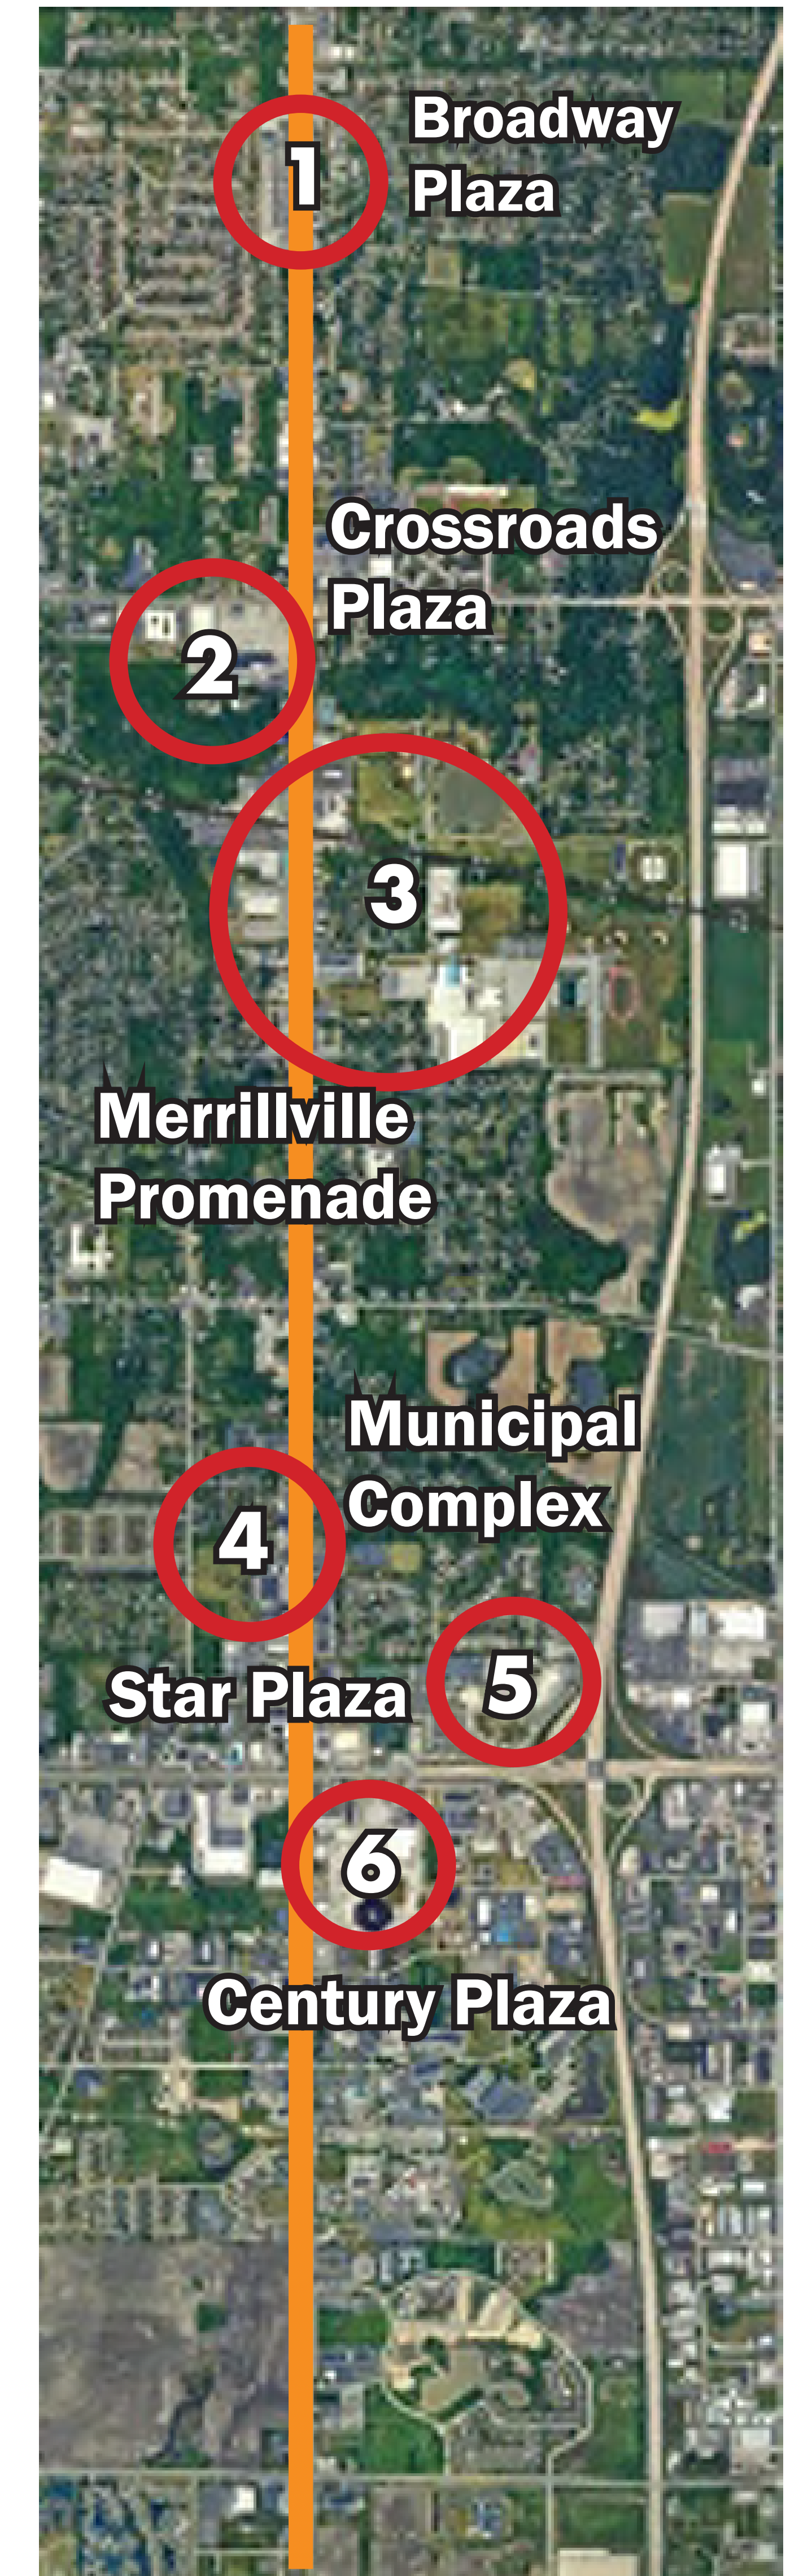 1
Broadway
Plaza
Crossroads
Plaza
2
3
Merrillville
Promenade
Municipal
Complex
4
Star Plaza
5
6
Century Plaza